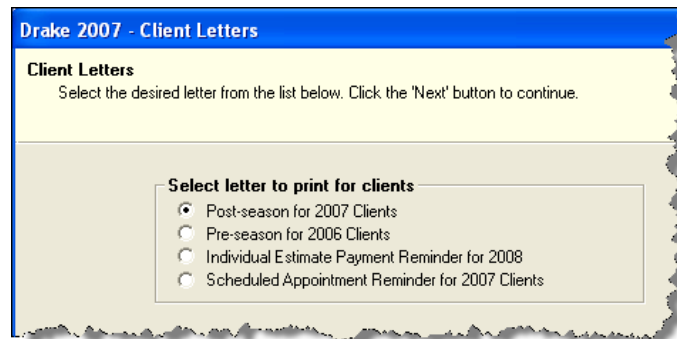 Drake 2007 - Client Letters
Client Letters
Select the desired letter from the list below. Click the 'Next' button to continue.
Select letter to print for clients
Post-season for 2007 Clients
Pre-season for 2006 Clients
Individual Estimate Payment Reminder for 2008
Scheduled Appointment Reminder for 2007 Clients